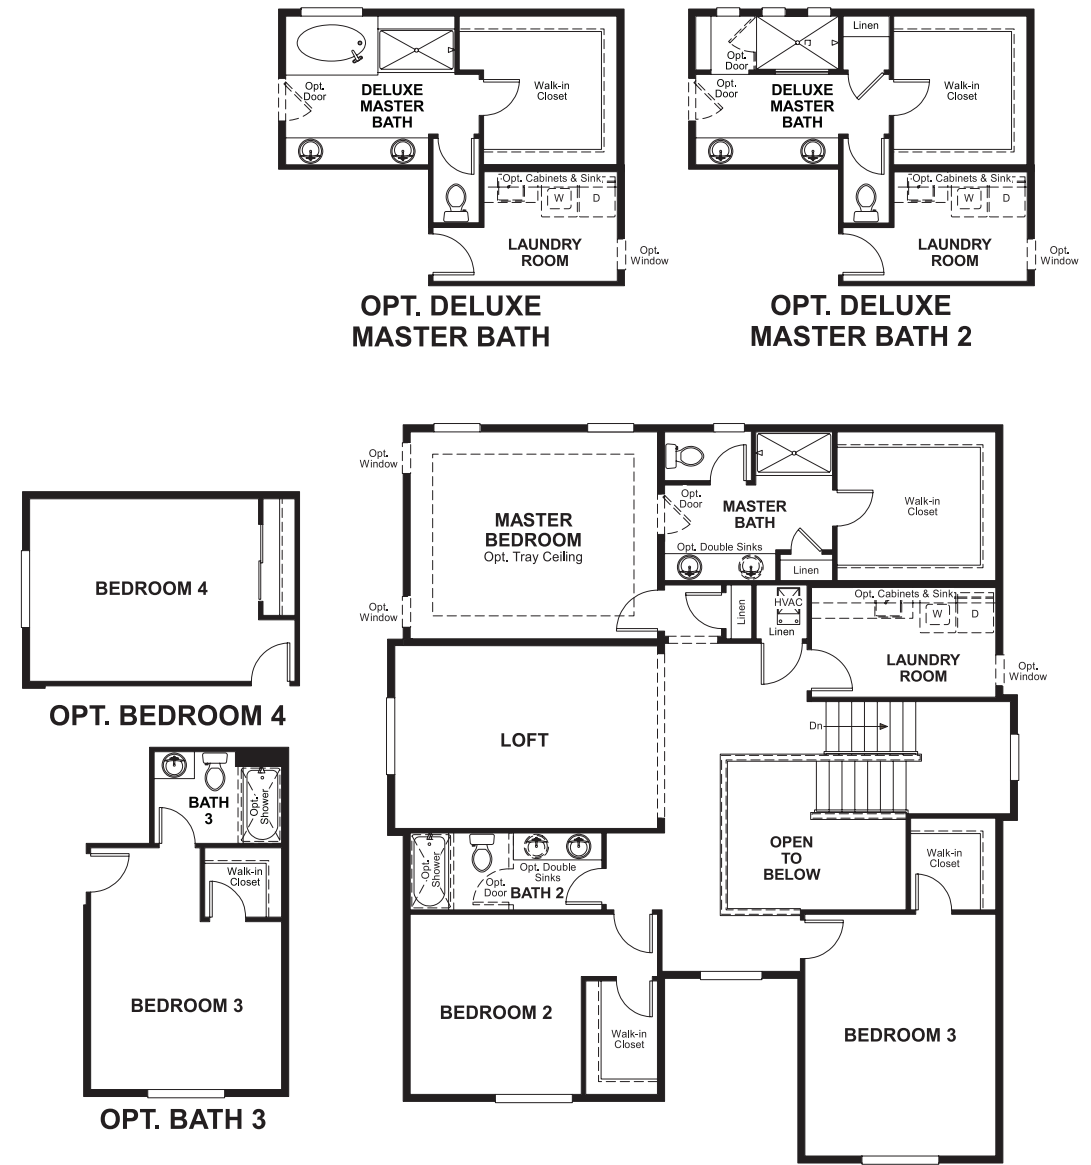 Opt.
Door
DELUXE
MASTER
BATH
Walk-in
Closet
Opt. Cabinets & Sink
W
D
LAUNDRY
ROOM
Opt.
Window
OPT. DELUXE
MASTER BATH
Linen
Opt.
Door
Opt.
Door
DELUXE
MASTER
BATH
Walk-in
Closet
Opt. Cabinets & Sink
W
D
LAUNDRY
ROOM
Opt.
Window
OPT. DELUXE
MASTER BATH 2
BEDROOM 4
OPT. BEDROOM 4
BATH
3
Opt.
Shower
Walk-in
Closet
BEDROOM 3
OPT. BATH 3
Opt.
Window
MASTER
BEDROOM
Opt. Tray Ceiling
Opt.
Window
Opt.
Door
MASTER
BATH
Opt. Double Sinks
Linen
Walk-in
Closet
Linen
HVAC
Linen
Opt. Cabinets & Sink
W
D
LAUNDRY
ROOM
Opt.
Window
LOFT
Dn
OPEN
TO
BELOW
Walk-in
Closet
Opt.
Shower
Opt. Double
Sinks
Opt.
Door
BATH 2
BEDROOM 2
Walk-in
Closet
BEDROOM 3